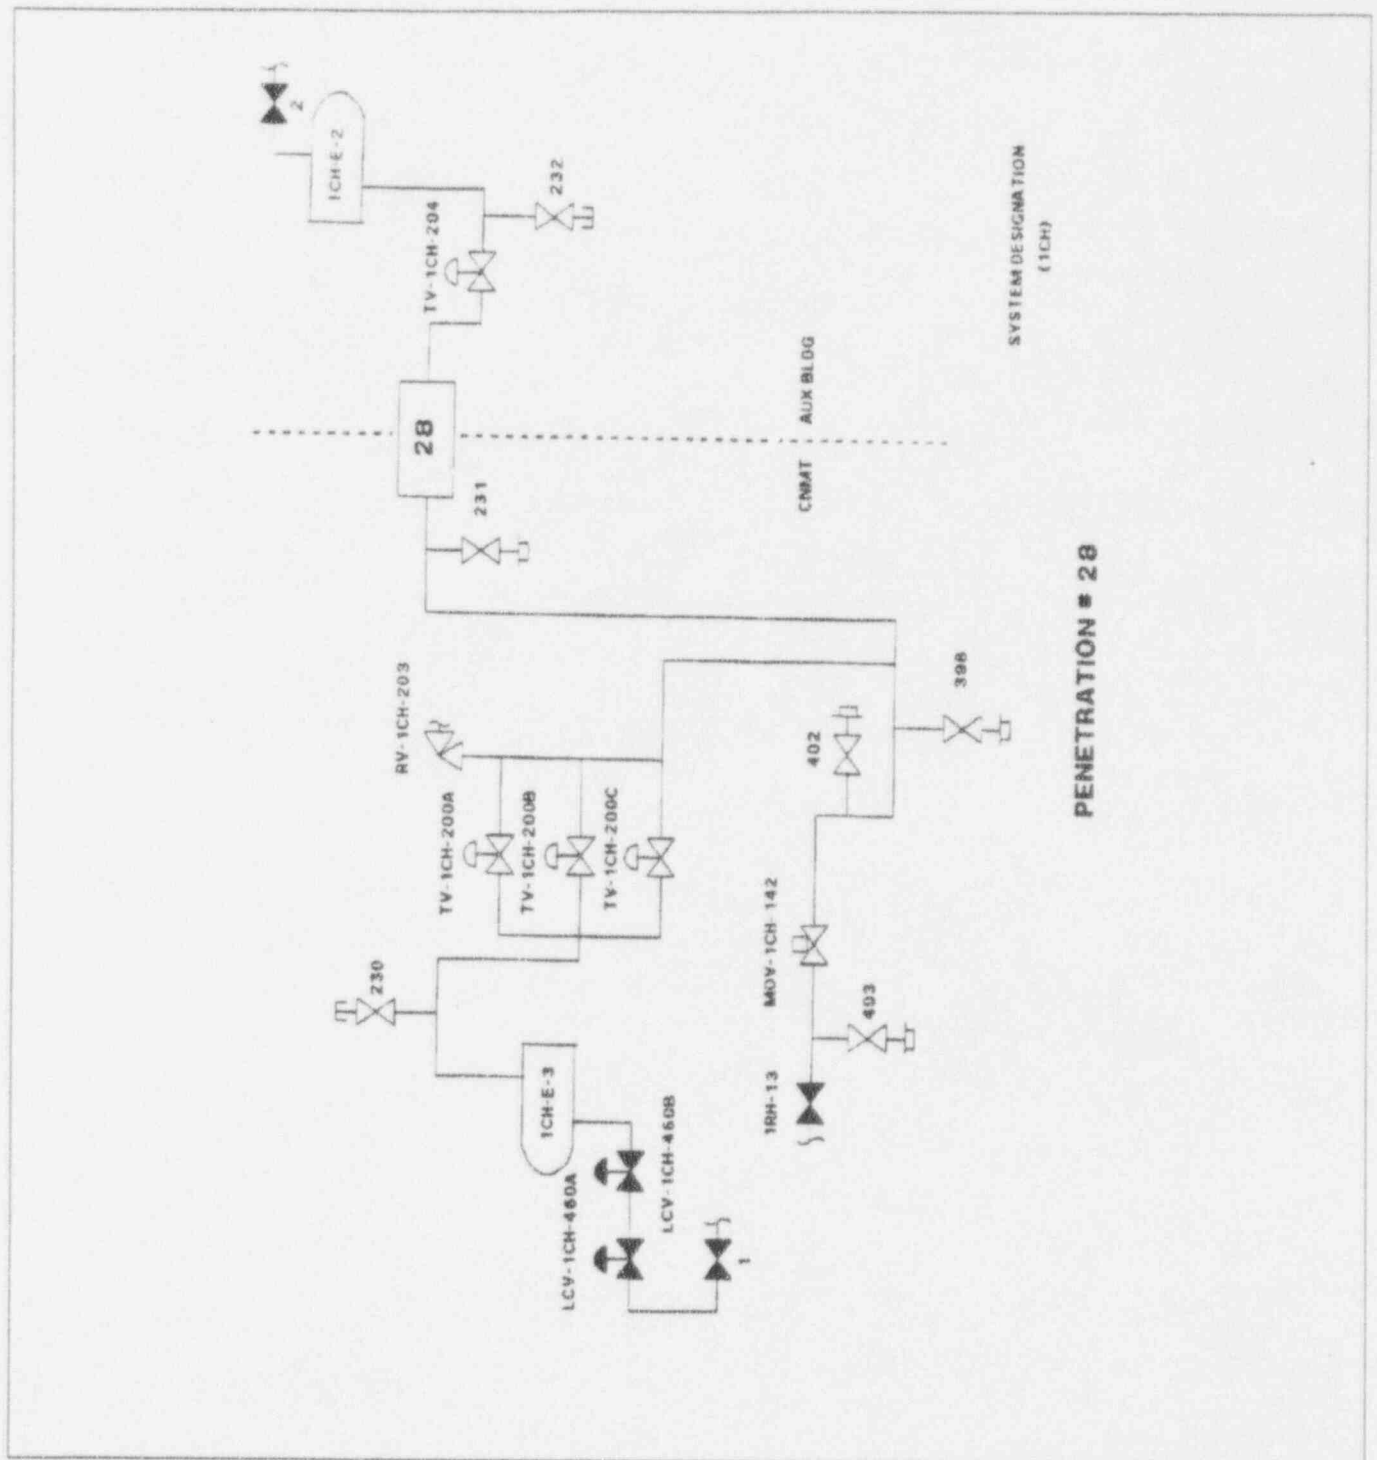 2
1CH-E-2
232
TV-1CH-204
SYSTEM DESIGNATION
(1CH)
28
AUX BLDG
CNMT
231
PENETRATION # 28
RV-1CH-203
398
402
TV-1CH-200A
TV-1CH-200B
TV-1CH-200C
230
MOV-1CH-142
403
1CH-E-3
1RH-13
LCV-1CH-460A
LCV-1CH-460B
1